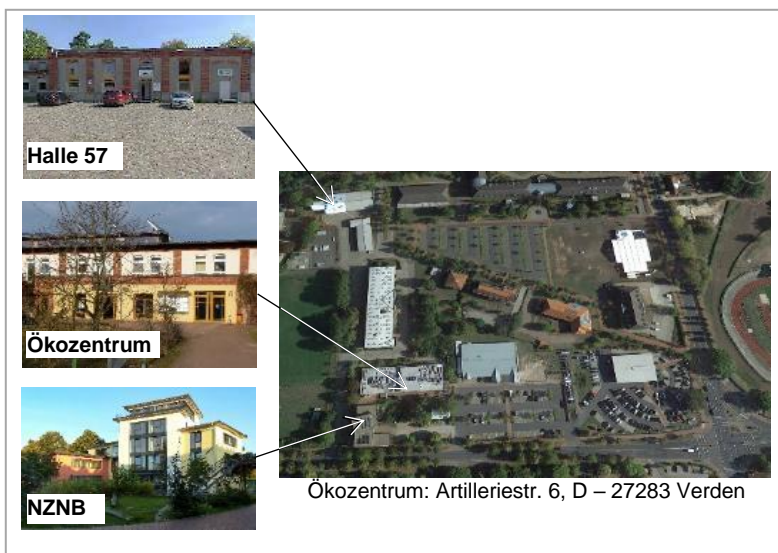 Halle 57
Ökozentrum
NZNB
Ökozentrum: Artilleriestr. 6, D – 27283 Verden